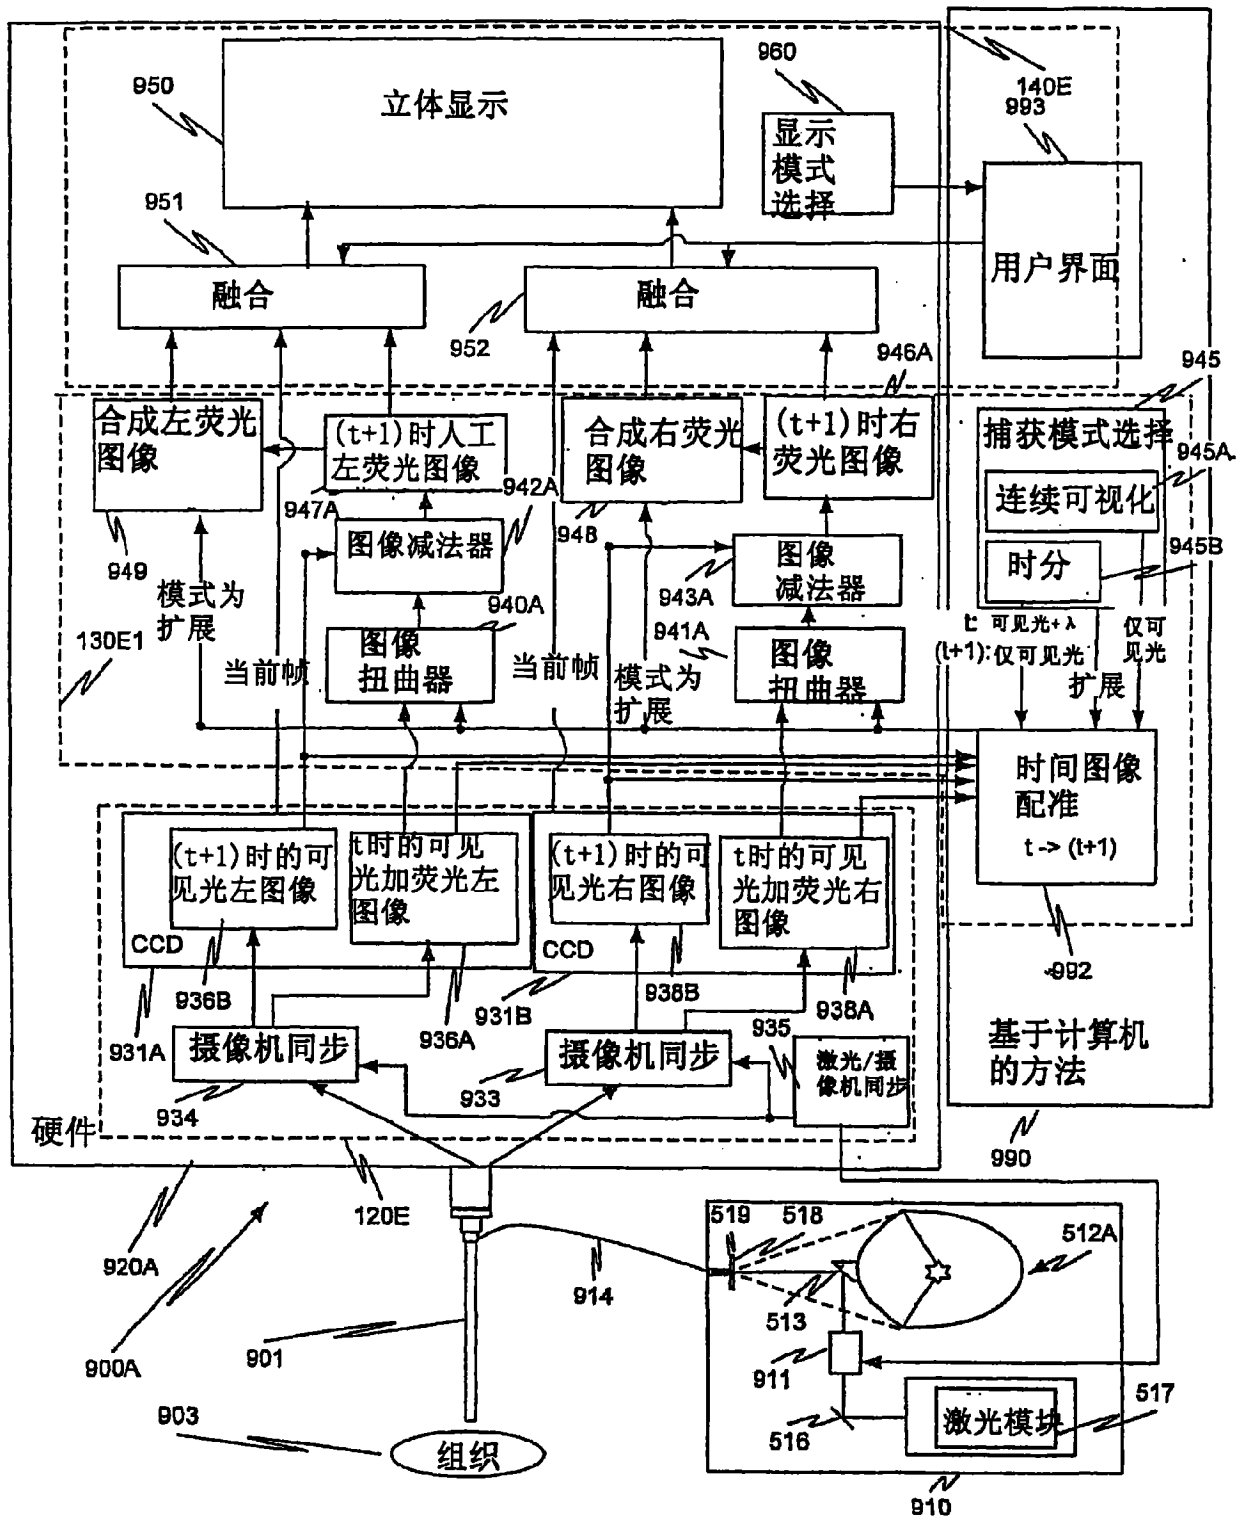 950
立体显示
960
显示
模式
选择
140E
993
用户界面
951
融合
952
融合
946A
945
合成左荧光
图像
(t+1)时人工
左荧光图像
合成右荧光
图像
(t+1)时右
荧光图像
捕获模式选择
945A
连续可视化
945B
时分
947A
942A
图像减法器
948
图像
减法器
943A
949
模式为
扩展
940A
941A
130E1
图像
扭曲器
图像
扭曲器
当前帧
当前帧
模式为
扩展
t: 可见光+λ
(t+1):仅可见光
扩展
仅可
见光
时间图像
配准
t -> (t+1)
(t+1)时的可
见光左图像
t时的可见
光加荧光左
图像
(t+1)时的可
见光右图像
t时的可见
光加荧光右
图像
CCD
CCD
992
936B
936A
931B
938B
938A
931A
935
摄像机同步
摄像机同步
激光/摄
像机同步
基于计算机
的方法
934
933
硬件
990
120E
920A
900A
901
903
组织
914
519
518
512A
513
911
516
517
激光模块
910